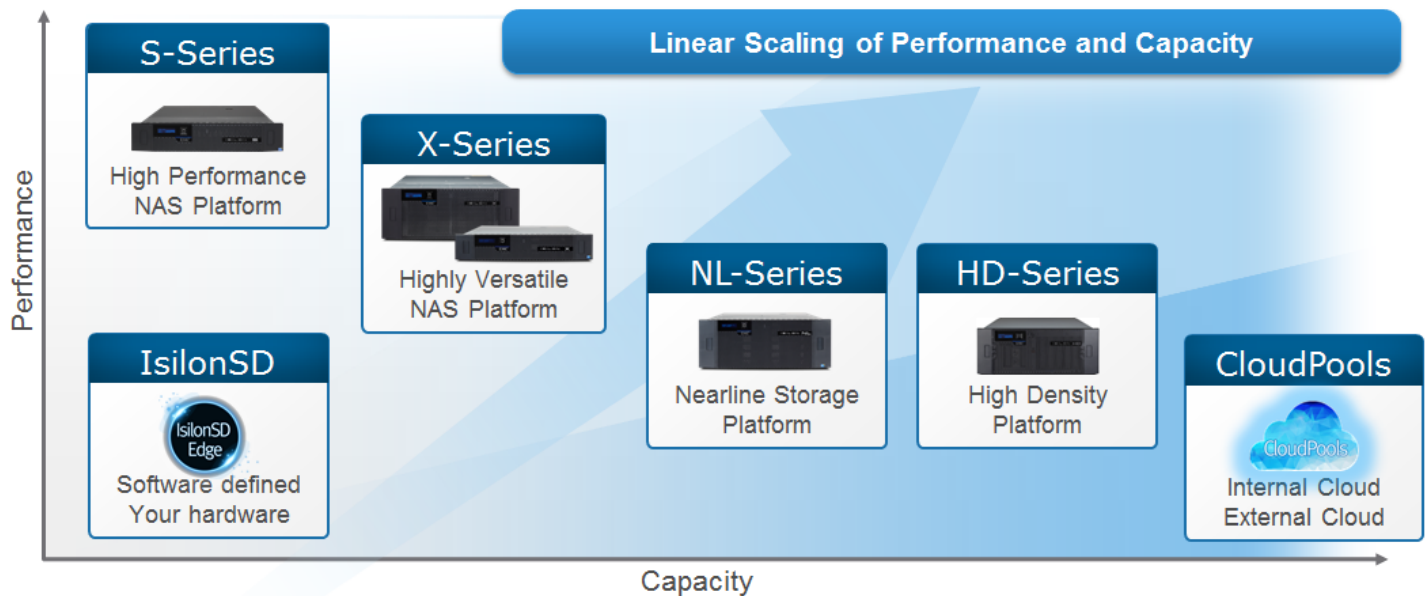 Linear Scaling of Performance and Capacity
S-Series
High Performance
NAS Platform
X-Series
Highly Versatile
NAS Platform
NL-Series
Nearline Storage
Platform
HD-Series
High Density
Platform
IsilonSD
IsilonSD
Edge
Software defined
Your hardware
CloudPools
CloudPools
Internal Cloud
External Cloud
Performance
Capacity